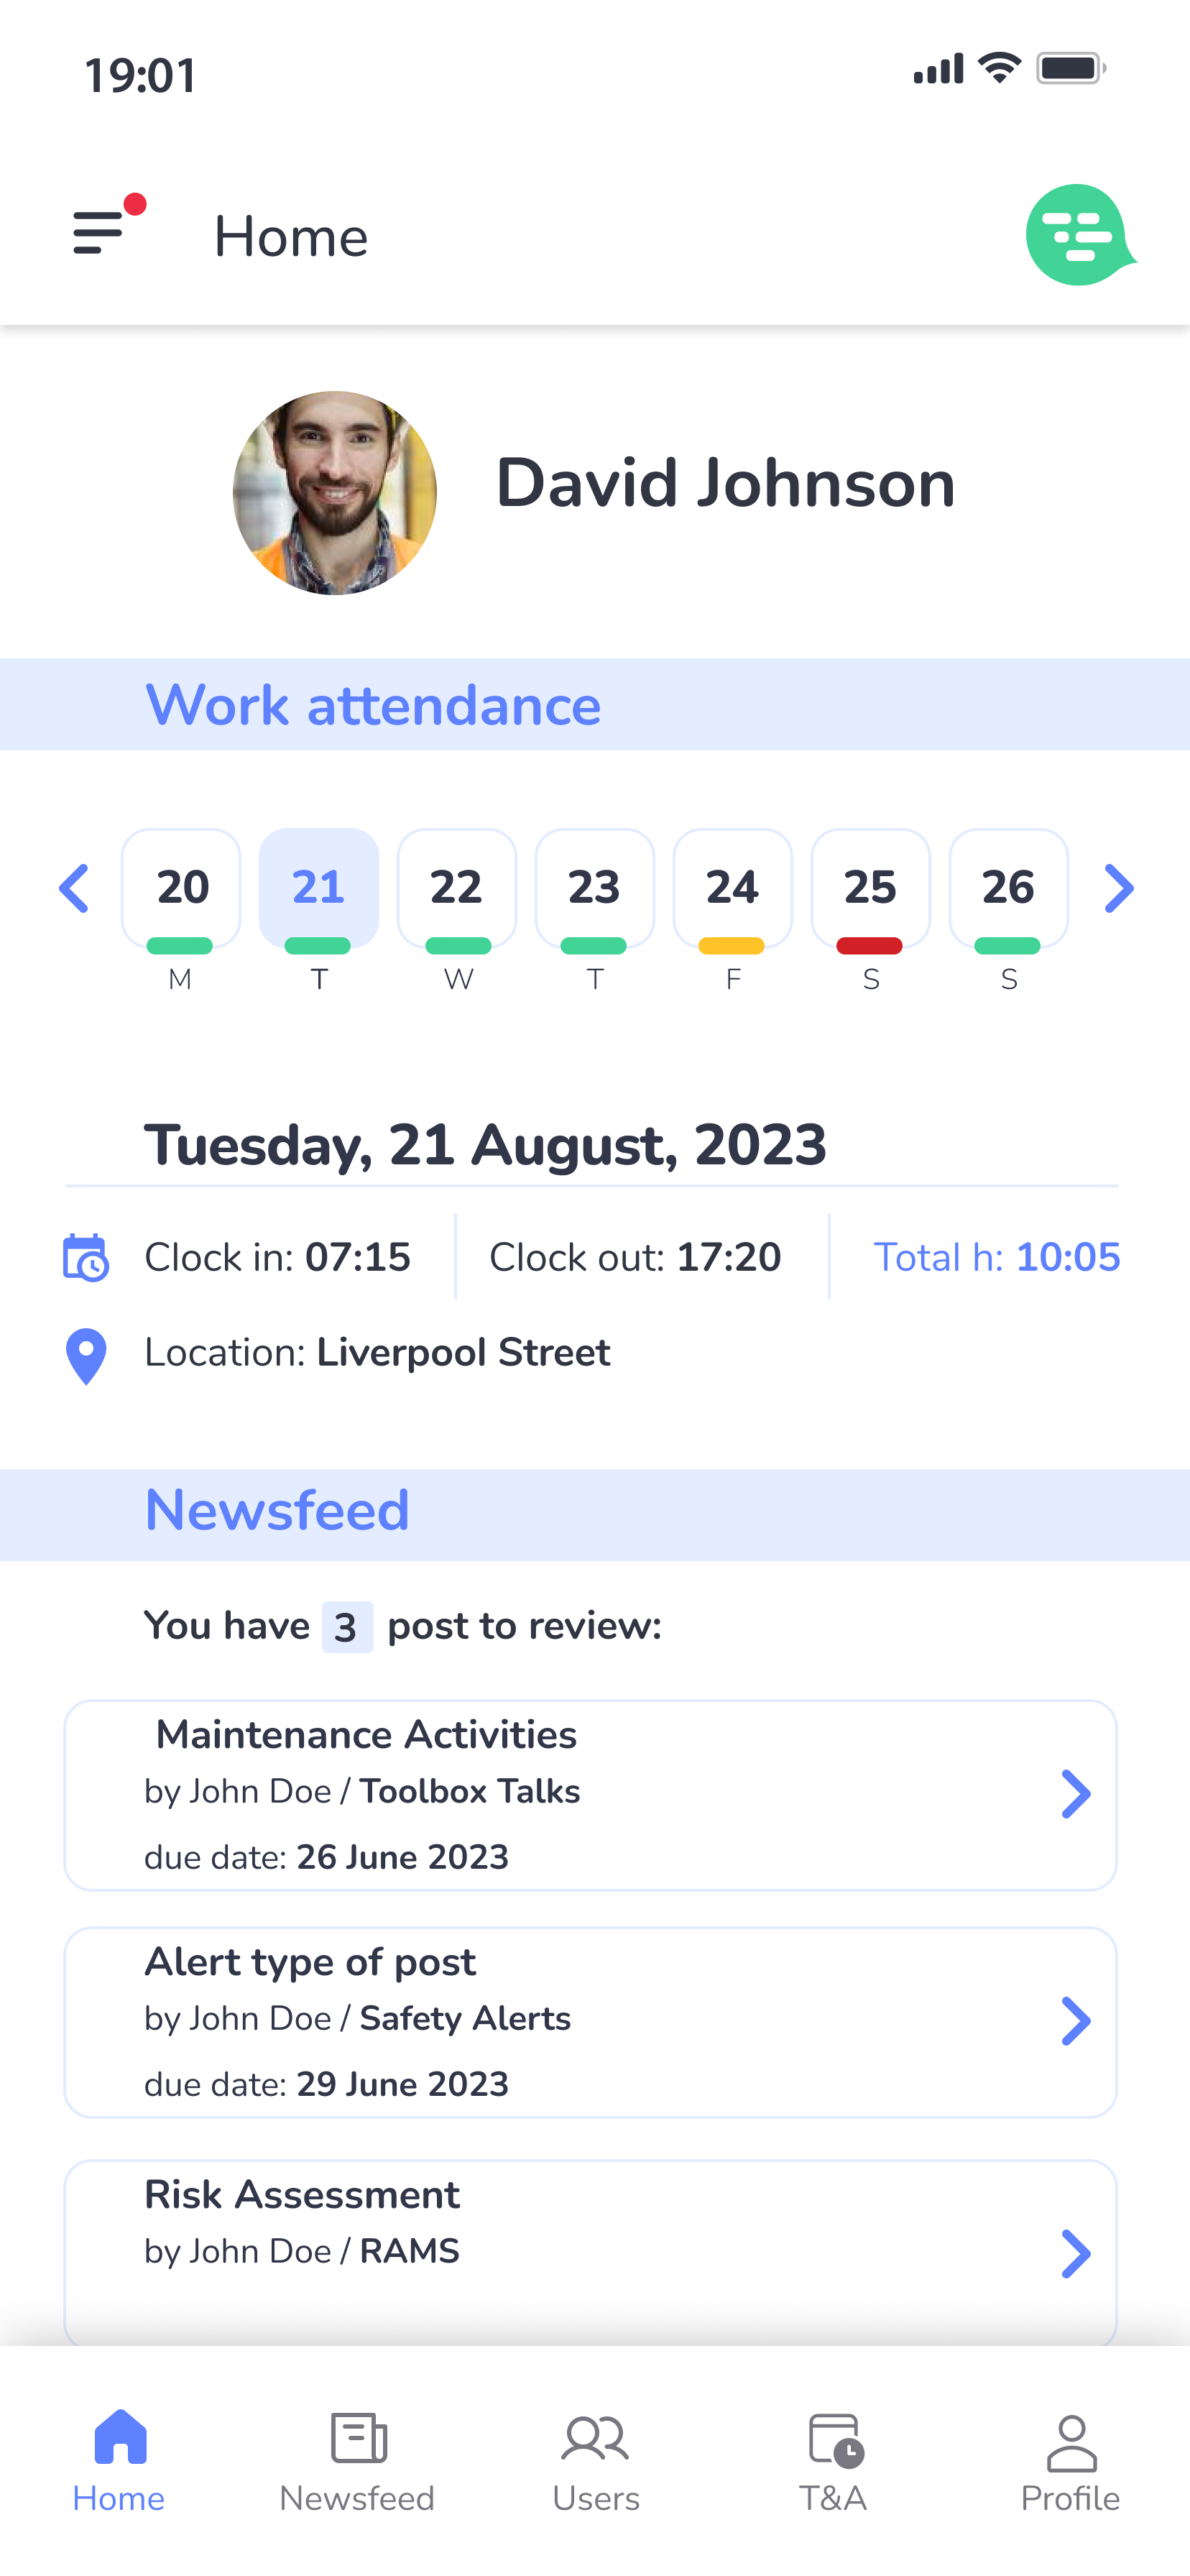 19:01
Home
David Johnson
Work attendance
20 21 22 23 24 25 26
M T W T F S S
Tuesday, 21 August, 2023
Clock in: 07:15 Clock out: 17:20 Total h: 10:05
Location: Liverpool Street
Newsfeed
You have 3 post to review:
Maintenance Activities
by John Doe / Toolbox Talks
due date: 26 June 2023
Alert type of post
by John Doe / Safety Alerts
due date: 29 June 2023
Risk Assessment
by John Doe / RAMS
Home Newsfeed Users T&A Profile